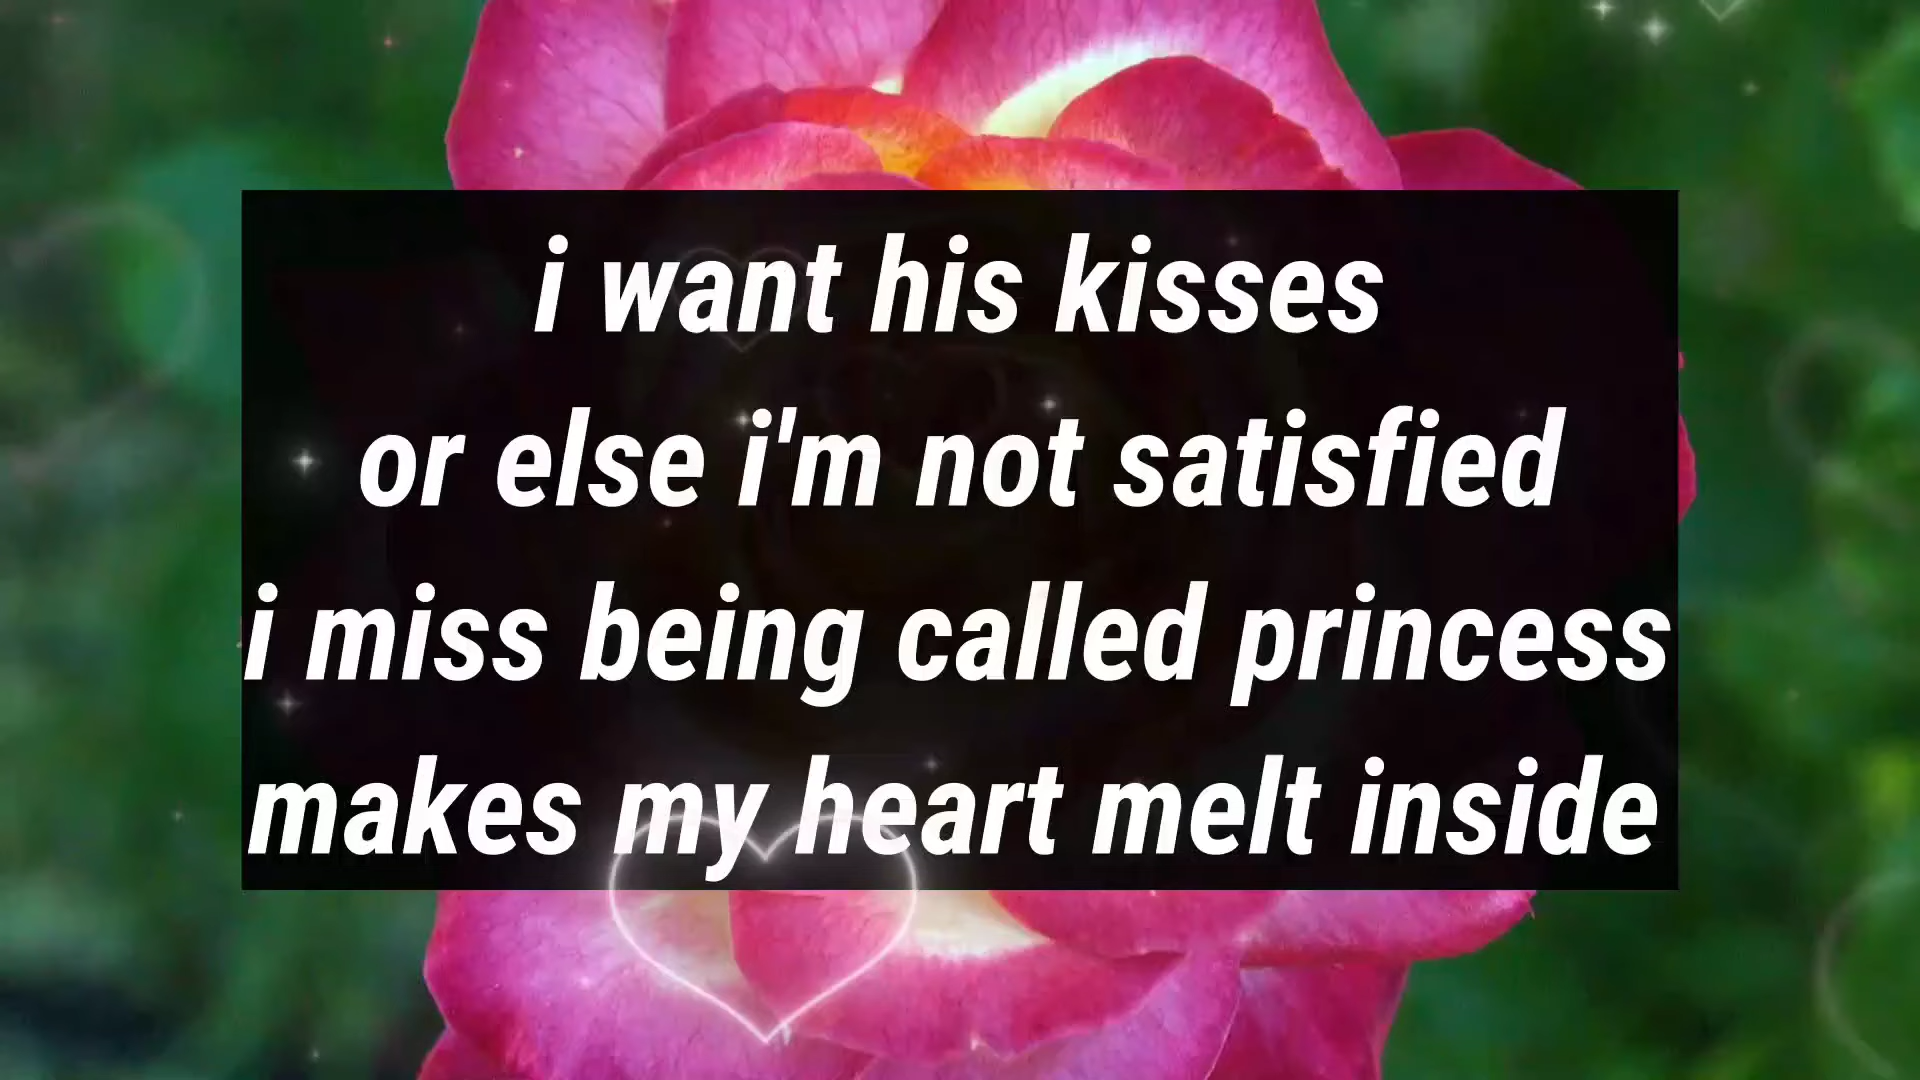 i want his kisses
or else i'm not satisfied
i miss being called princess
makes my heart melt inside